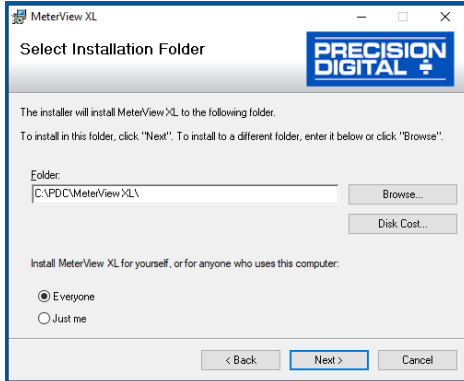 MeterView XL
Select Installation Folder
PRECISION
DIGITAL
The installer will install MeterView XL to the following folder.
To install in this folder, click "Next". To install to a different folder, enter it below or click "Browse".
Folder:
C:\PDC\MeterView XL\
Browse...
Disk Cost...
Install MeterView XL for yourself, or for anyone who uses this computer:
Everyone
Just me
< Back
Next >
Cancel